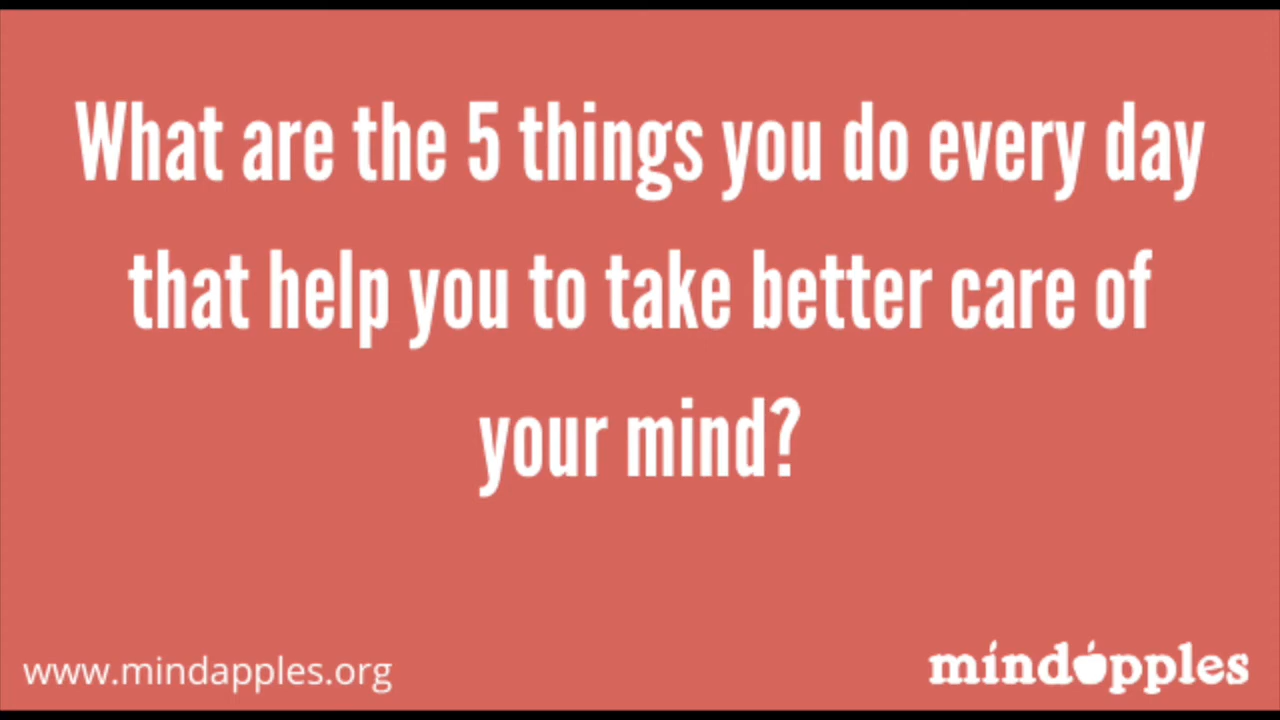 What are the 5 things you do every day
that help you to take better care of
your mind?
www.mindapples.org
mindapples